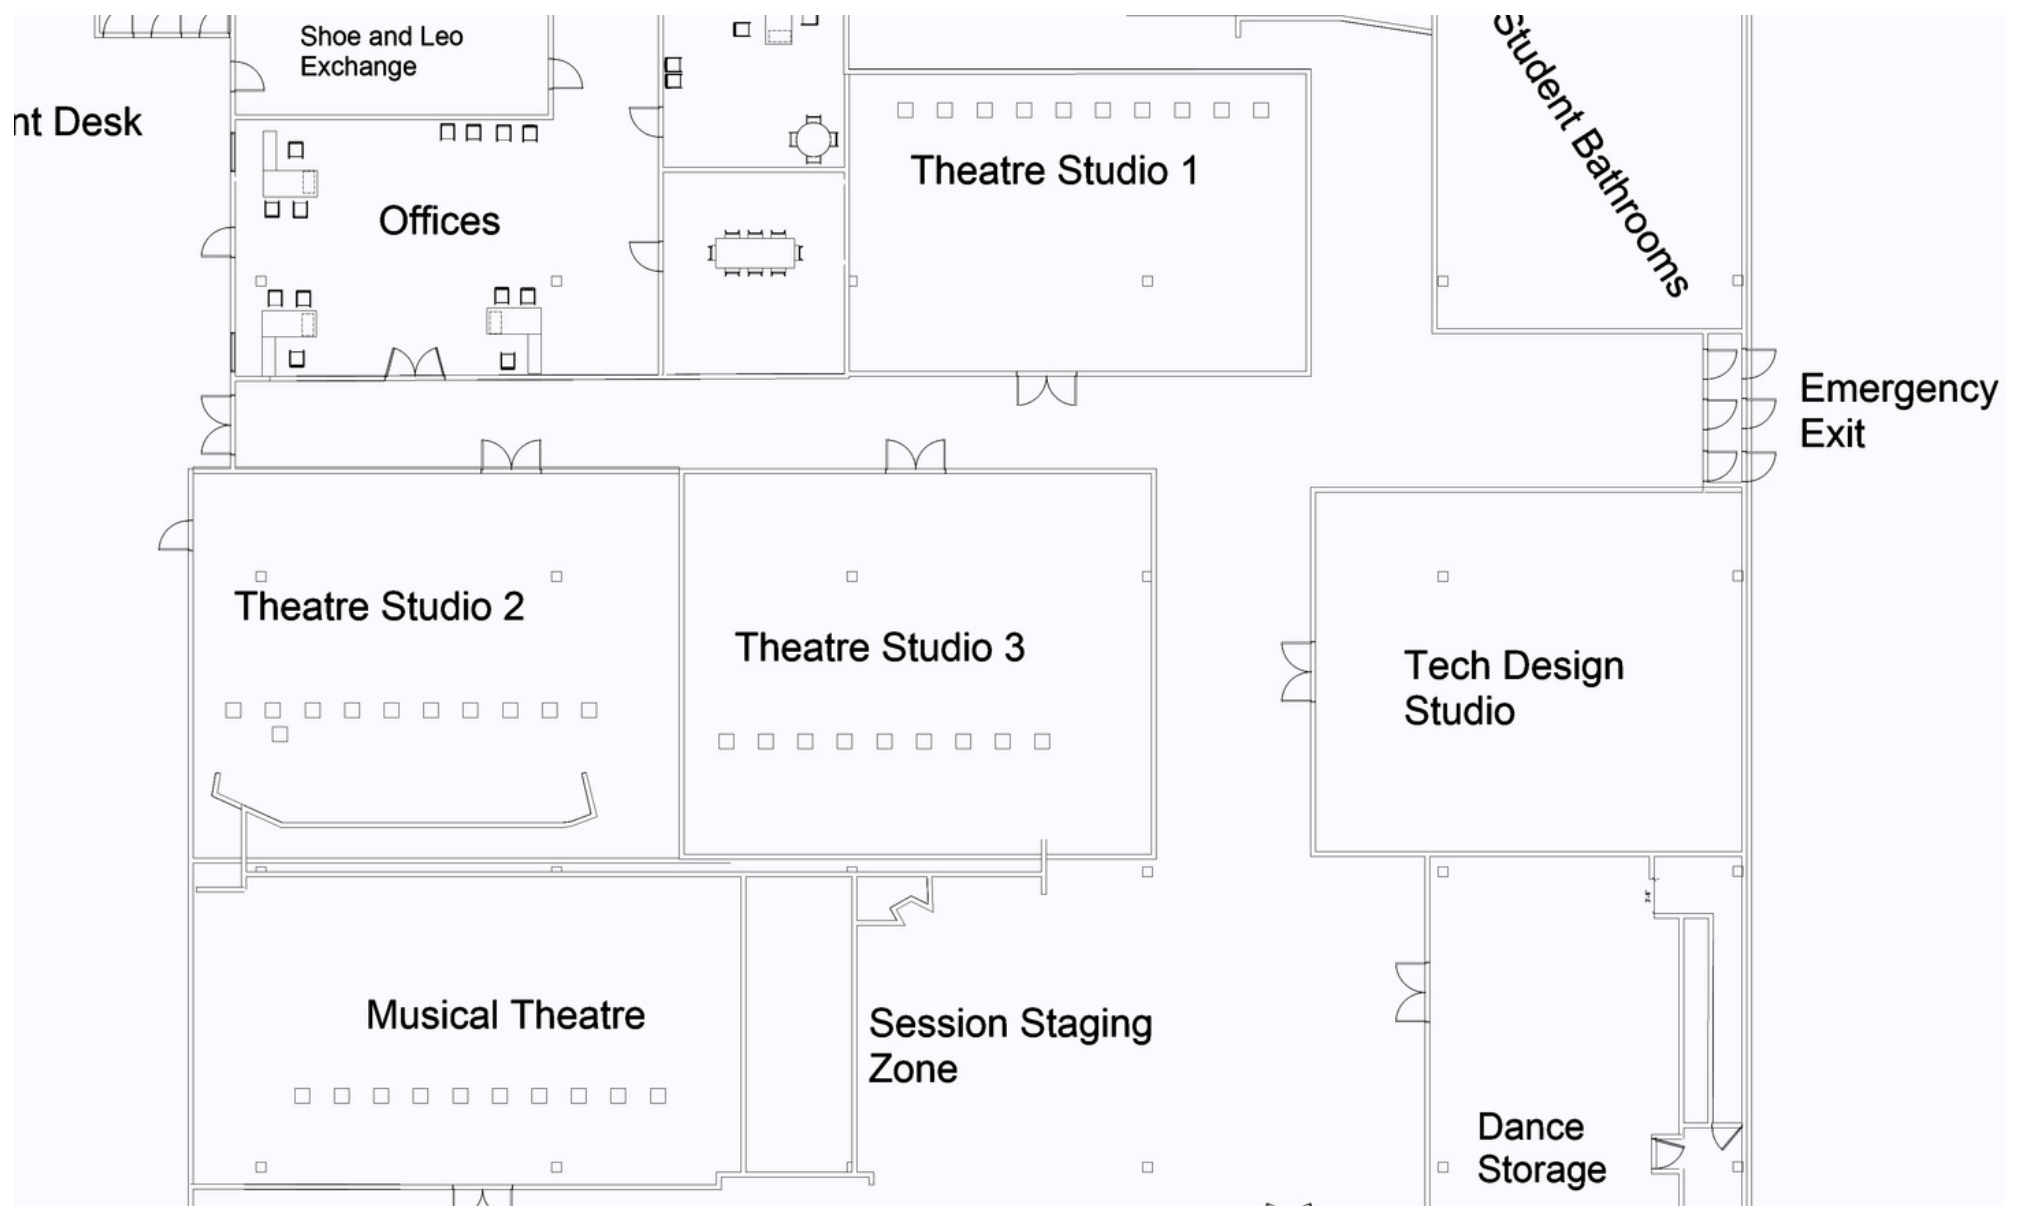 Shoe and Leo
Exchange
nt Desk
Student Bathrooms
Theatre Studio 1
Offices
Emergency
Exit
Theatre Studio 2
Theatre Studio 3
Tech Design
Studio
Musical Theatre
Session Staging
Zone
Dance
Storage